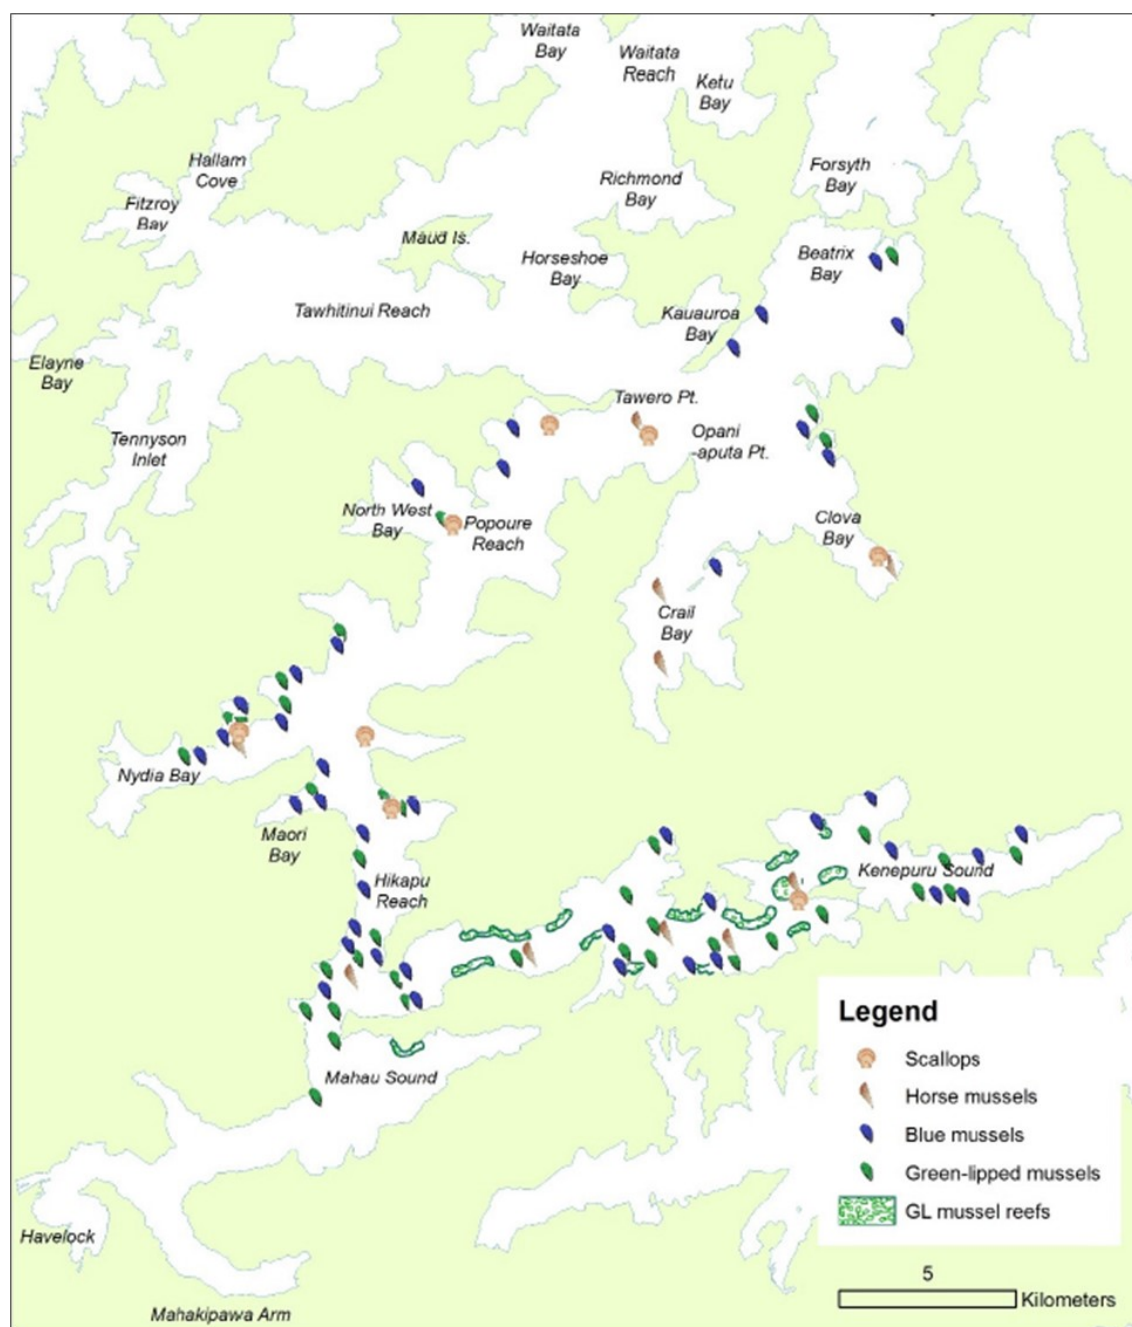 Waitata
Bay
Waitata
Reach
Ketu
Bay
Hallam
Cove
Fitzroy
Bay
Richmond
Bay
Forsyth
Bay
Maud Is.
Horseshoe
Bay
Beatrix
Bay
Tawhitinui Reach
Kauauroa
Bay
Elayne
Bay
Tawero Pt.
Tennyson
Inlet
Opani
-aputa Pt.
North West
Bay
Popoure
Reach
Clova
Bay
Crail
Bay
Nydia Bay
Maori
Bay
Hikapu
Reach
Kenepuru Sound
Mahau Sound
Havelock
Mahakipawa Arm
Legend
Scallops
Horse mussels
Blue mussels
Green-lipped mussels
GL mussel reefs
5
Kilometers